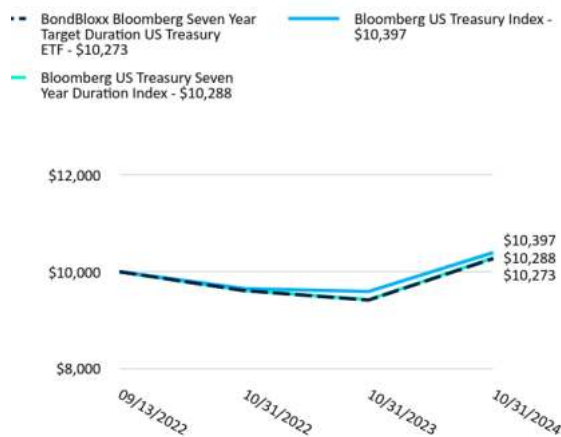 BondBloxx Bloomberg Seven Year
Target Duration US Treasury
ETF - $10,273
Bloomberg US Treasury Index -
$10,397
Bloomberg US Treasury Seven
Year Duration Index - $10,288
$12,000
$10,000
$8,000
$10,397
$10,288
$10,273
09/13/2022
10/31/2022
10/31/2023
10/31/2024